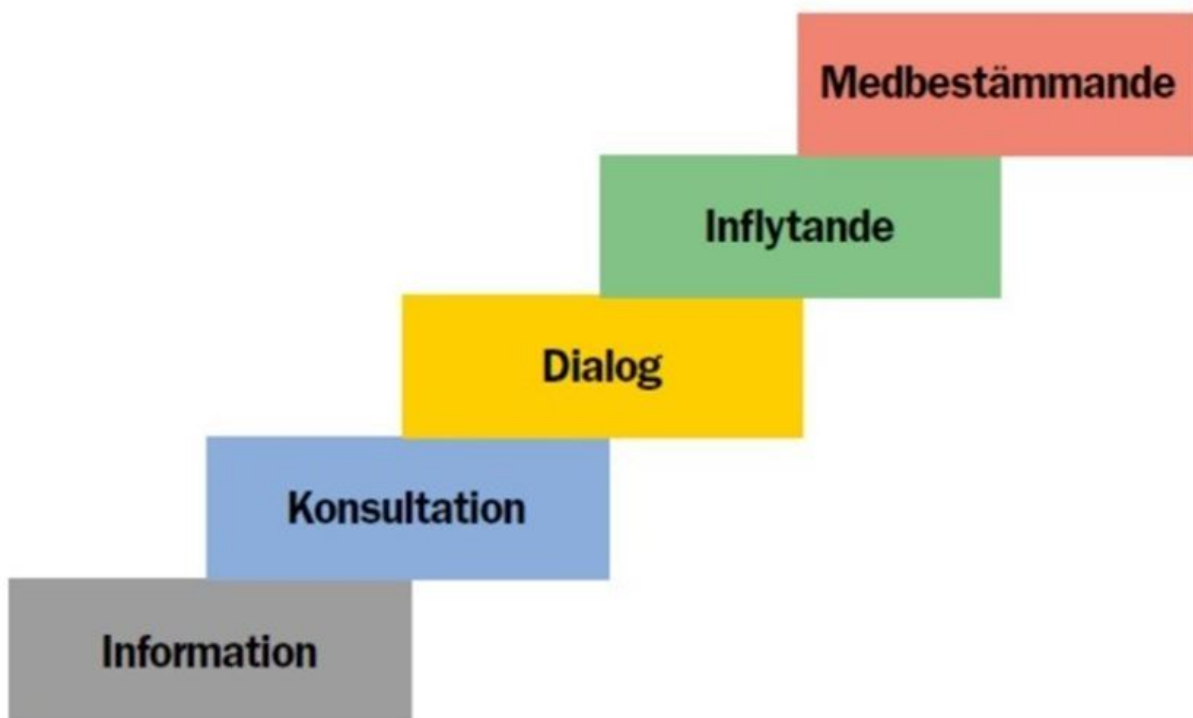 Medbestämmande
Inflytande
Dialog
Konsultation
Information